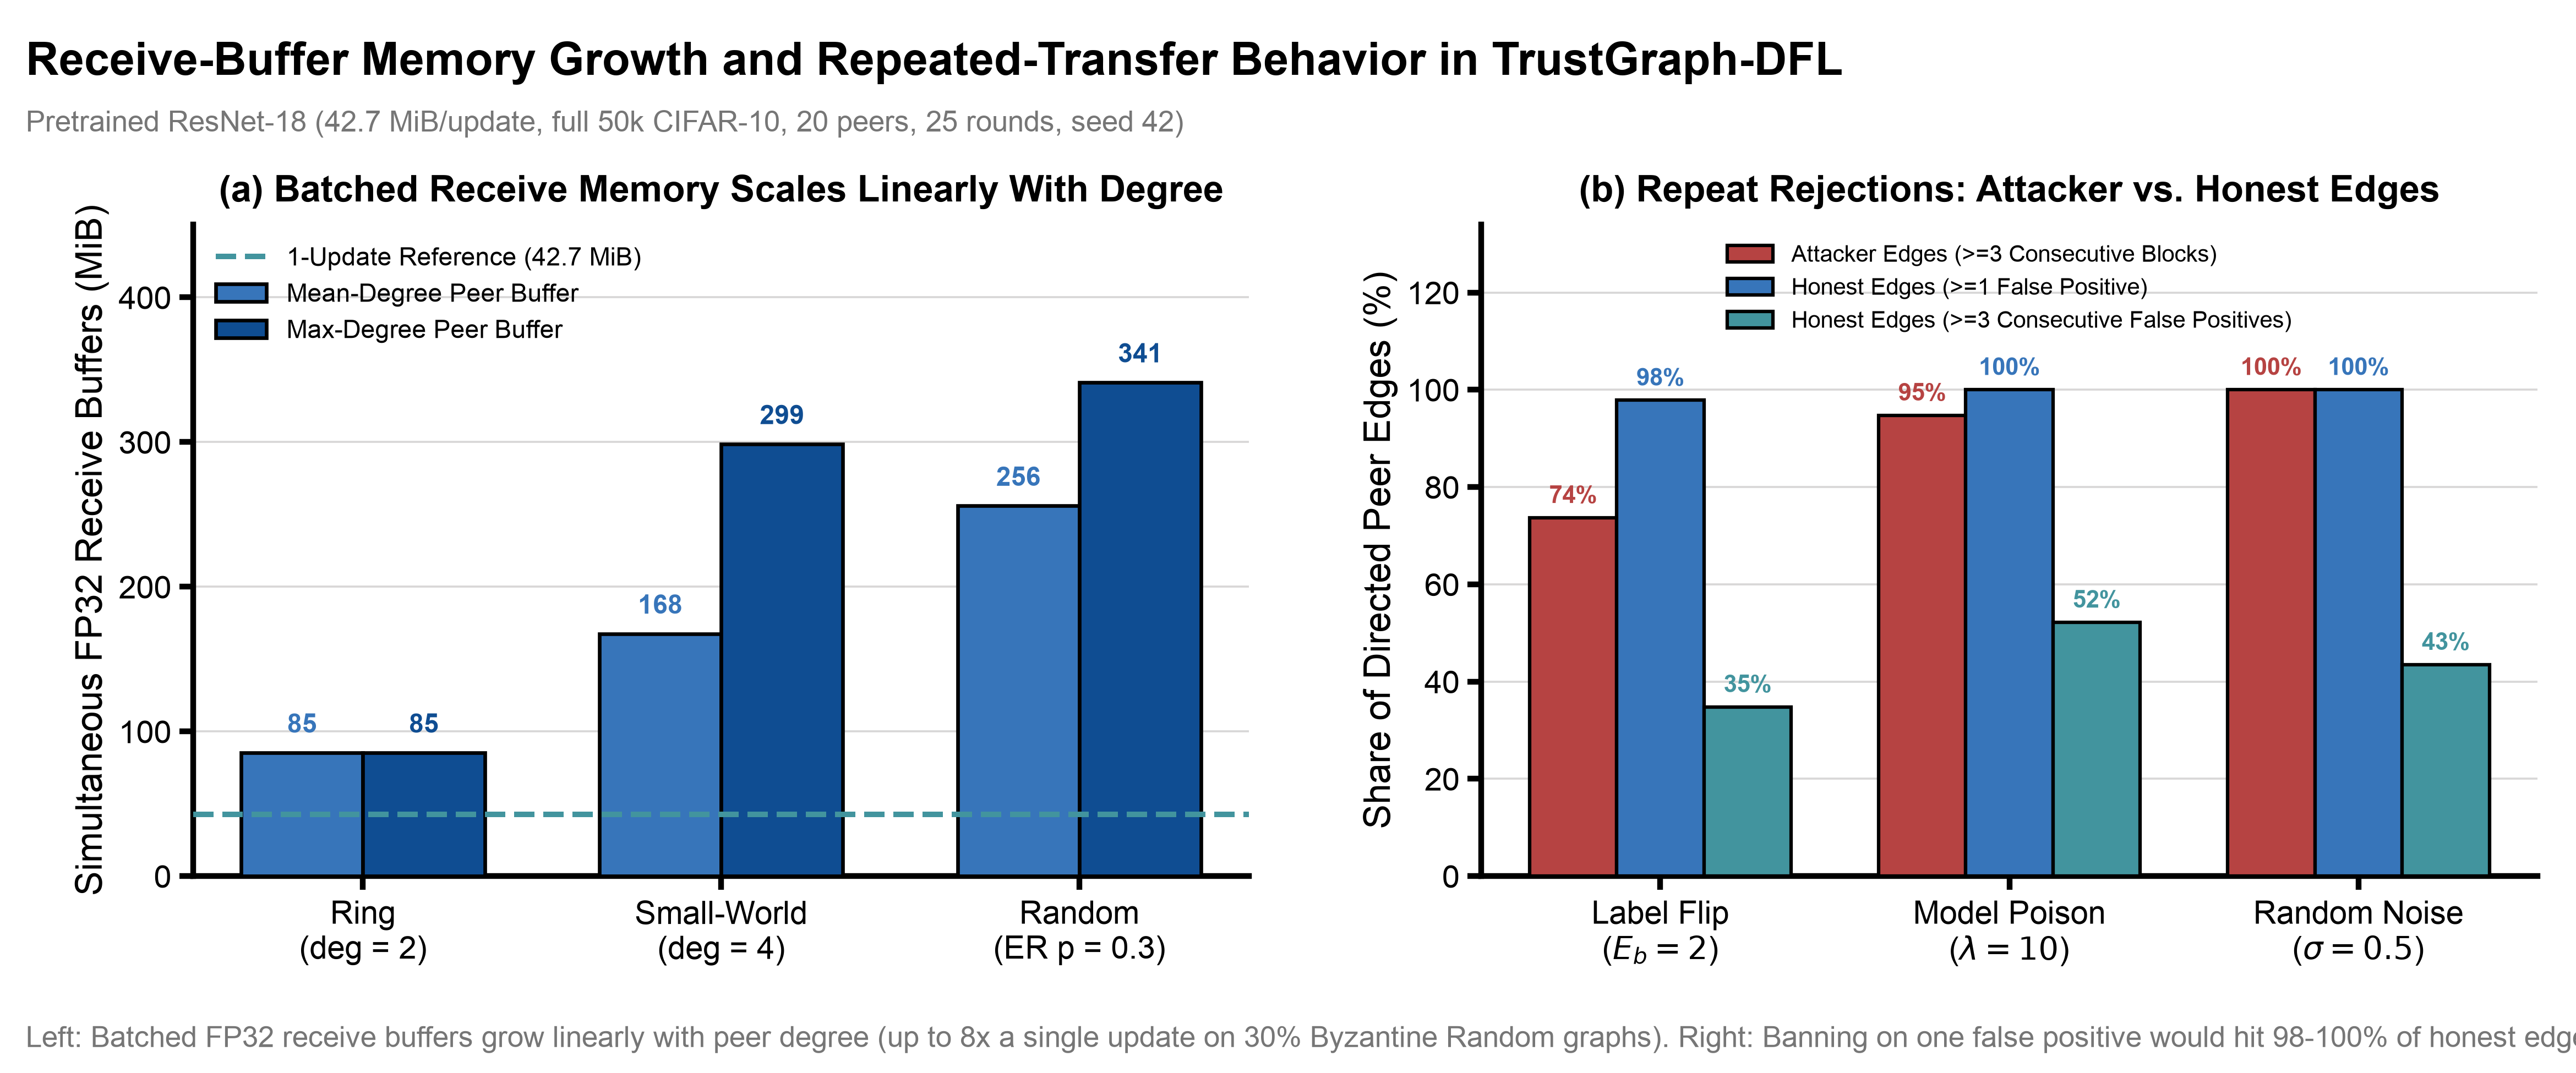 Receive-Buffer Memory Growth and Repeated-Transfer Behavior in TrustGraph-DFL
Pretrained ResNet-18 (42.7 MiB/update, full 50k CIFAR-10, 20 peers, 25 rounds, seed 42)
(a) Batched Receive Memory Scales Linearly With Degree
Simultaneous FP32 Receive Buffers (MiB)
400
300
200
100
0
1-Update Reference (42.7 MiB)
Mean-Degree Peer Buffer
Max-Degree Peer Buffer
85
85
168
299
256
341
Ring
(deg = 2)
Small-World
(deg = 4)
Random
(ER p = 0.3)
(b) Repeat Rejections: Attacker vs. Honest Edges
Share of Directed Peer Edges (%)
120
100
80
60
40
20
0
Attacker Edges (>=3 Consecutive Blocks)
Honest Edges (>=1 False Positive)
Honest Edges (>=3 Consecutive False Positives)
74%
98%
35%
95%
100%
52%
100%
100%
43%
Label Flip
(E_b = 2)
Model Poison
(λ = 10)
Random Noise
(σ = 0.5)
Left: Batched FP32 receive buffers grow linearly with peer degree (up to 8x a single update on 30% Byzantine Random graphs). Right: Banning on one false positive would hit 98-100% of honest